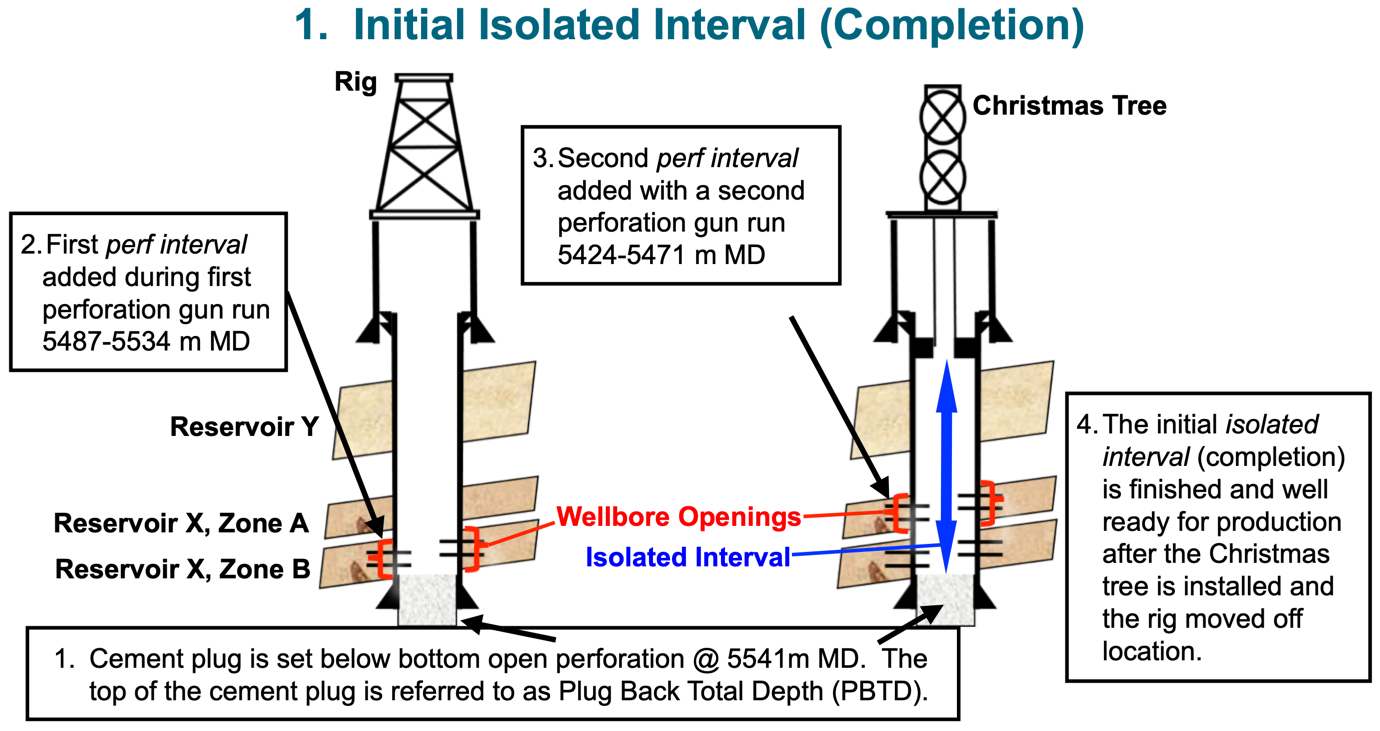 1. Initial Isolated Interval (Completion)
Rig
Christmas Tree
2. First perf interval
added during first
perforation gun run
5487-5534 m MD
3. Second perf interval
added with a second
perforation gun run
5424-5471 m MD
Reservoir Y
Reservoir X, Zone A
Reservoir X, Zone B
Wellbore Openings
Isolated Interval
4. The initial isolated
interval (completion)
is finished and well
ready for production
after the Christmas
tree is installed and
the rig moved off
location.
1. Cement plug is set below bottom open perforation @ 5541m MD. The
top of the cement plug is referred to as Plug Back Total Depth (PBTD).